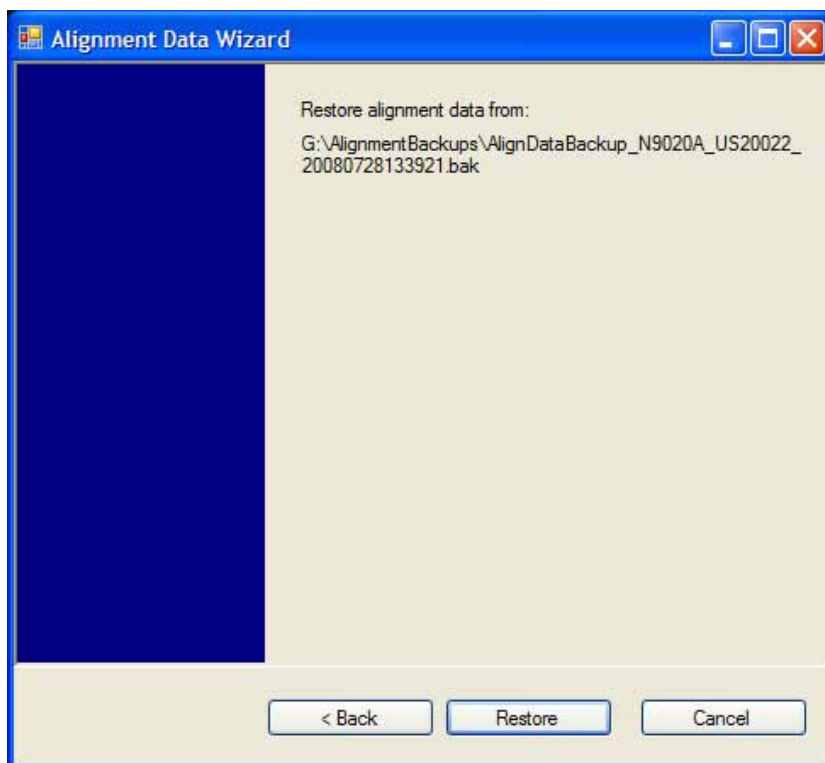 Alignment Data Wizard
Restore alignment data from:
G:\AlignmentBackups\AlignDataBackup_N9020A_US20022_
20080728133921.bak
< Back
Restore
Cancel